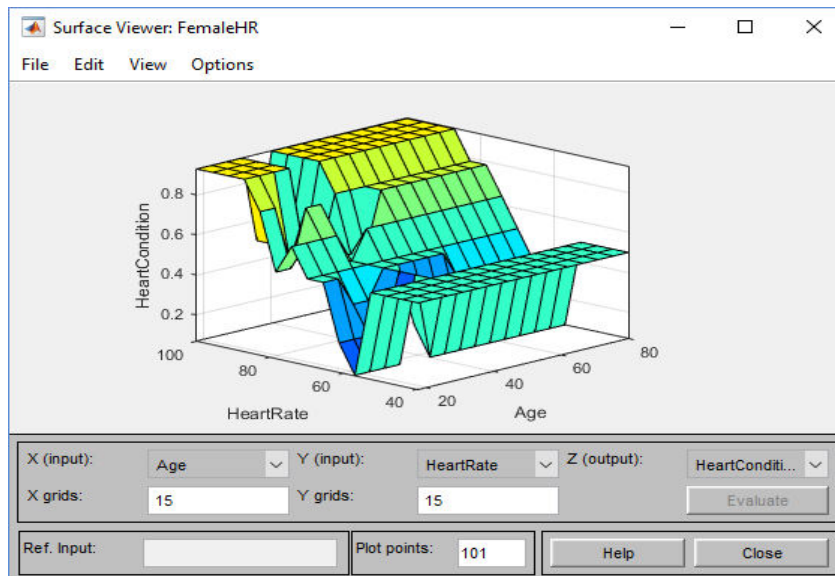 Surface Viewer: FemaleHR
File Edit View Options
0.8
0.6
0.4
0.2
HeartCondition
100
80
60
40
HeartRate
20
40
60
80
Age
X (input): Age Y (input): HeartRate Z (output): HeartConditi...
X grids: 15 Y grids: 15 Evaluate
Ref. Input: Plot points: 101 Help Close